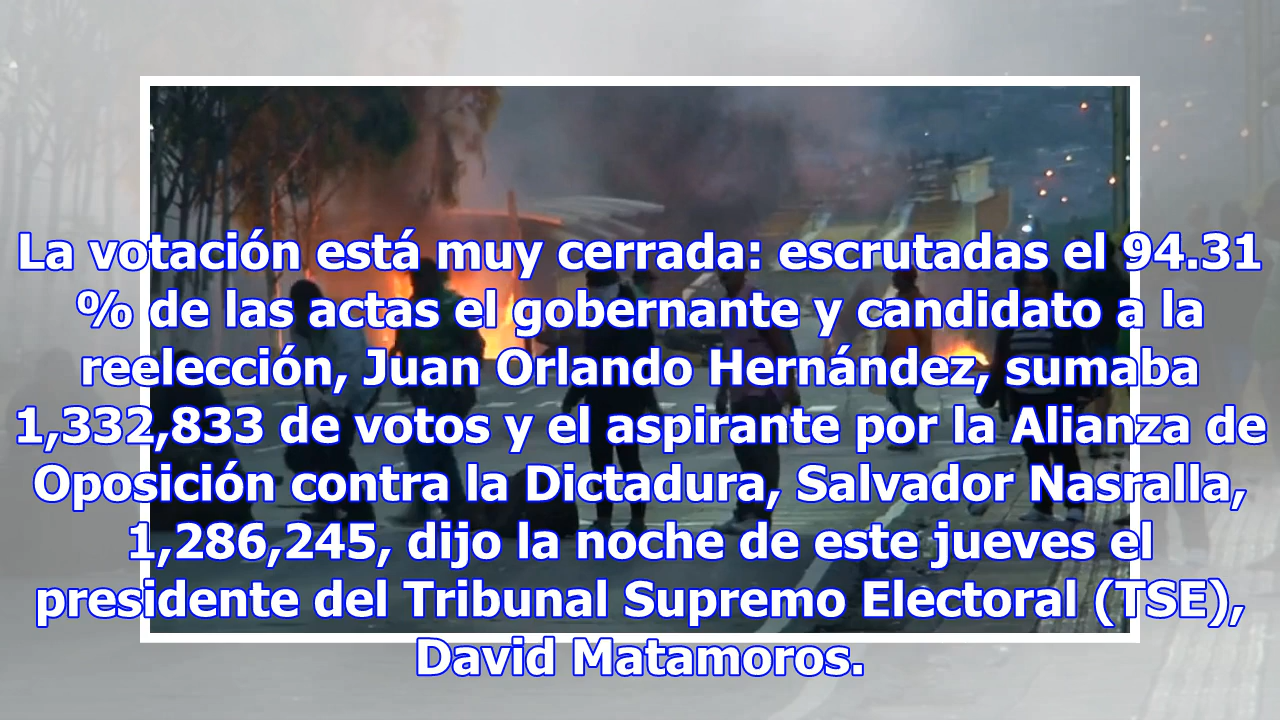 La votación está muy cerrada: escrutadas el 94.31
% de las actas el gobernante y candidato a la
reelección, Juan Orlando Hernández, sumaba
1,332,833 de votos y el aspirante por la Alianza de
Oposición contra la Dictadura, Salvador Nasralla,
1,286,245, dijo la noche de este jueves el
presidente del Tribunal Supremo Electoral (TSE),
David Matamoros.